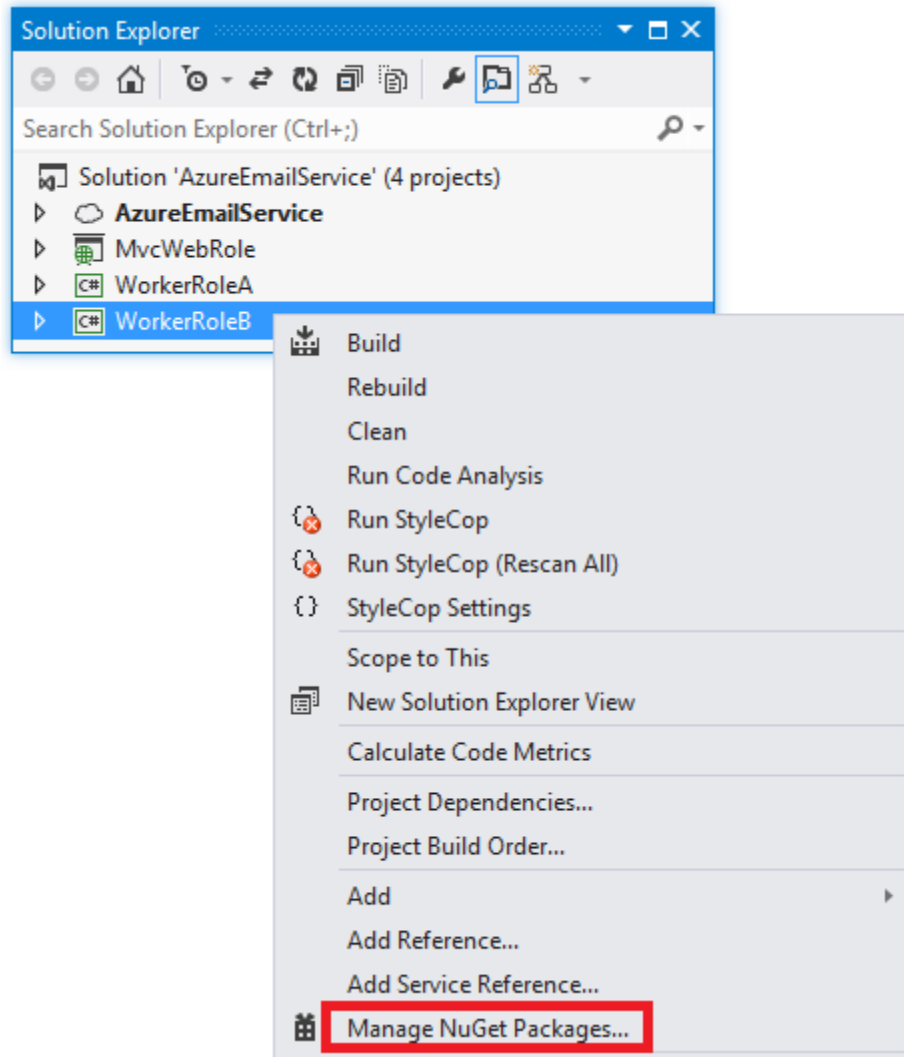 Solution Explorer
Search Solution Explorer (Ctrl+;)
Solution 'AzureEmailService' (4 projects)
AzureEmailService
MvcWebRole
C# WorkerRoleA
C# WorkerRoleB
Build
Rebuild
Clean
Run Code Analysis
Run StyleCop
Run StyleCop (Rescan All)
{} StyleCop Settings
Scope to This
New Solution Explorer View
Calculate Code Metrics
Project Dependencies...
Project Build Order...
Add
Add Reference...
Add Service Reference...
Manage NuGet Packages...